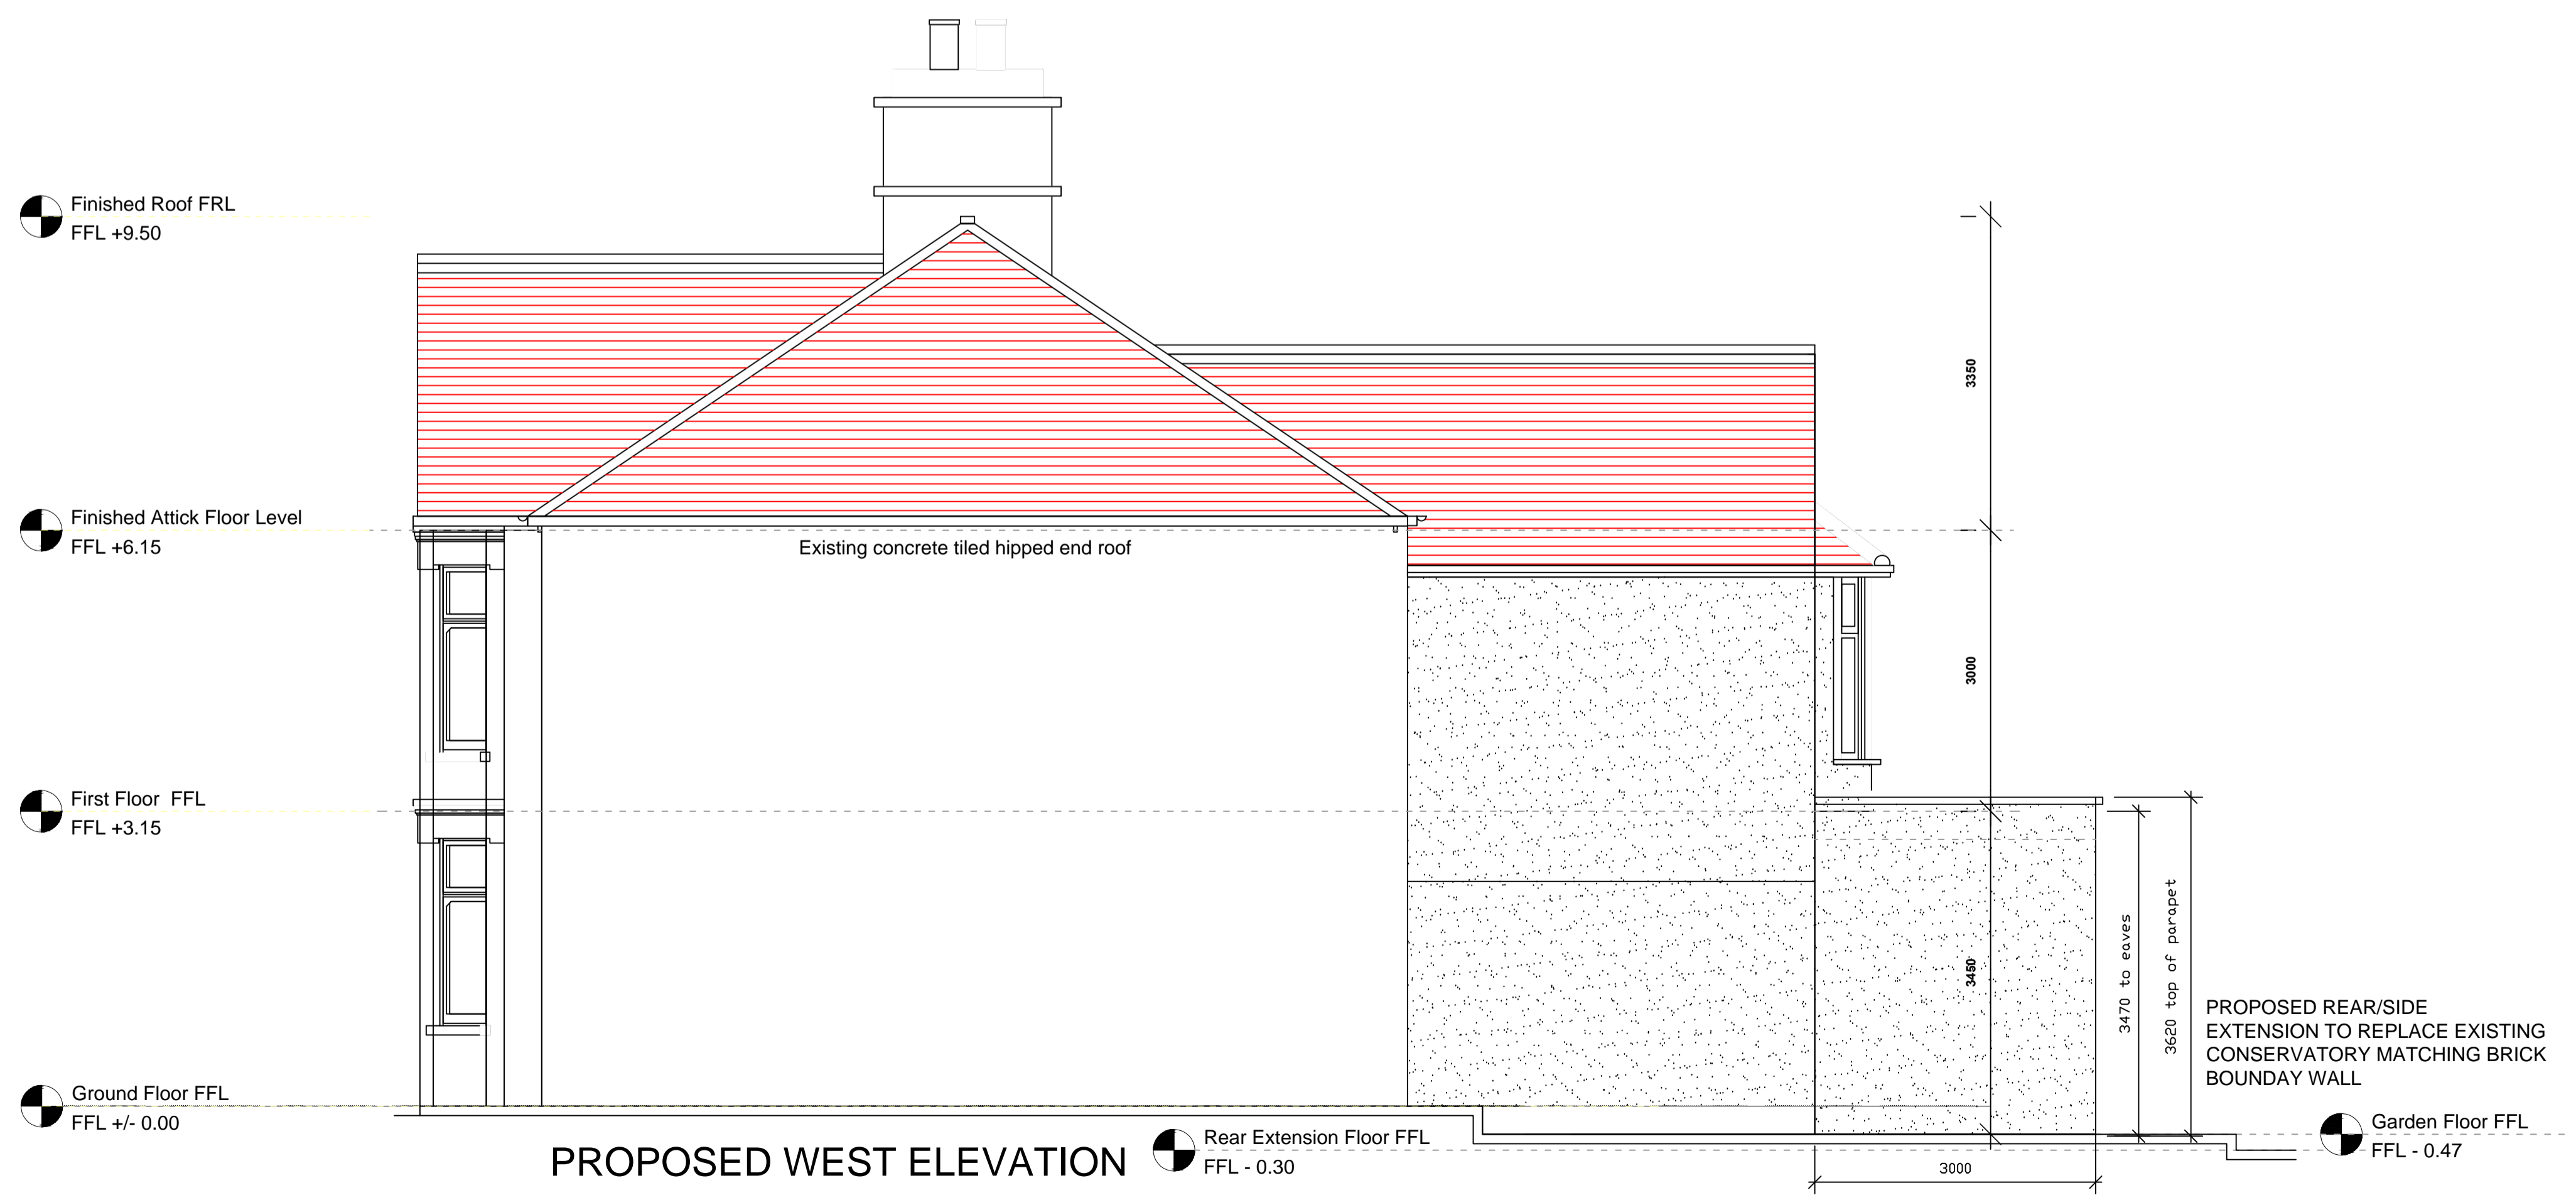 Finished Roof FRL
FFL +9.50
Finished Attick Floor Level
FFL +6.15
Existing concrete tiled hipped end roof
First Floor  FFL
FFL +3.15
Ground Floor FFL
FFL +/- 0.00
3350
3000
3450
3470 to eaves
3620 top of parapet
PROPOSED REAR/SIDE
EXTENSION TO REPLACE EXISTING
CONSERVATORY MATCHING BRICK
BOUNDAY WALL
PROPOSED WEST ELEVATION
Rear Extension Floor FFL
FFL - 0.30
3000
Garden Floor FFL
FFL - 0.47